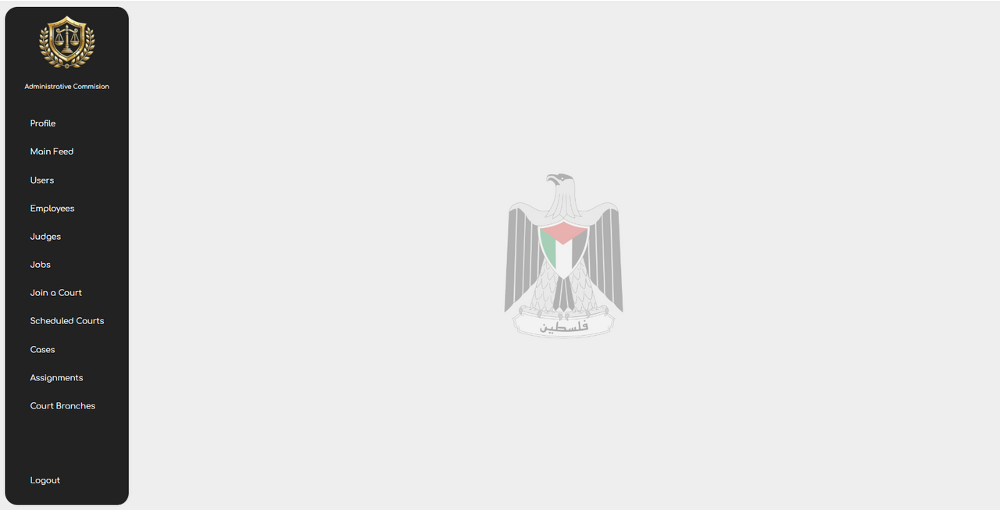 Administrative Commision
Profile
Main Feed
Users
Employees
Judges
Jobs
Join a Court
Scheduled Courts
Cases
Assignments
Court Branches
Logout
فلسطين